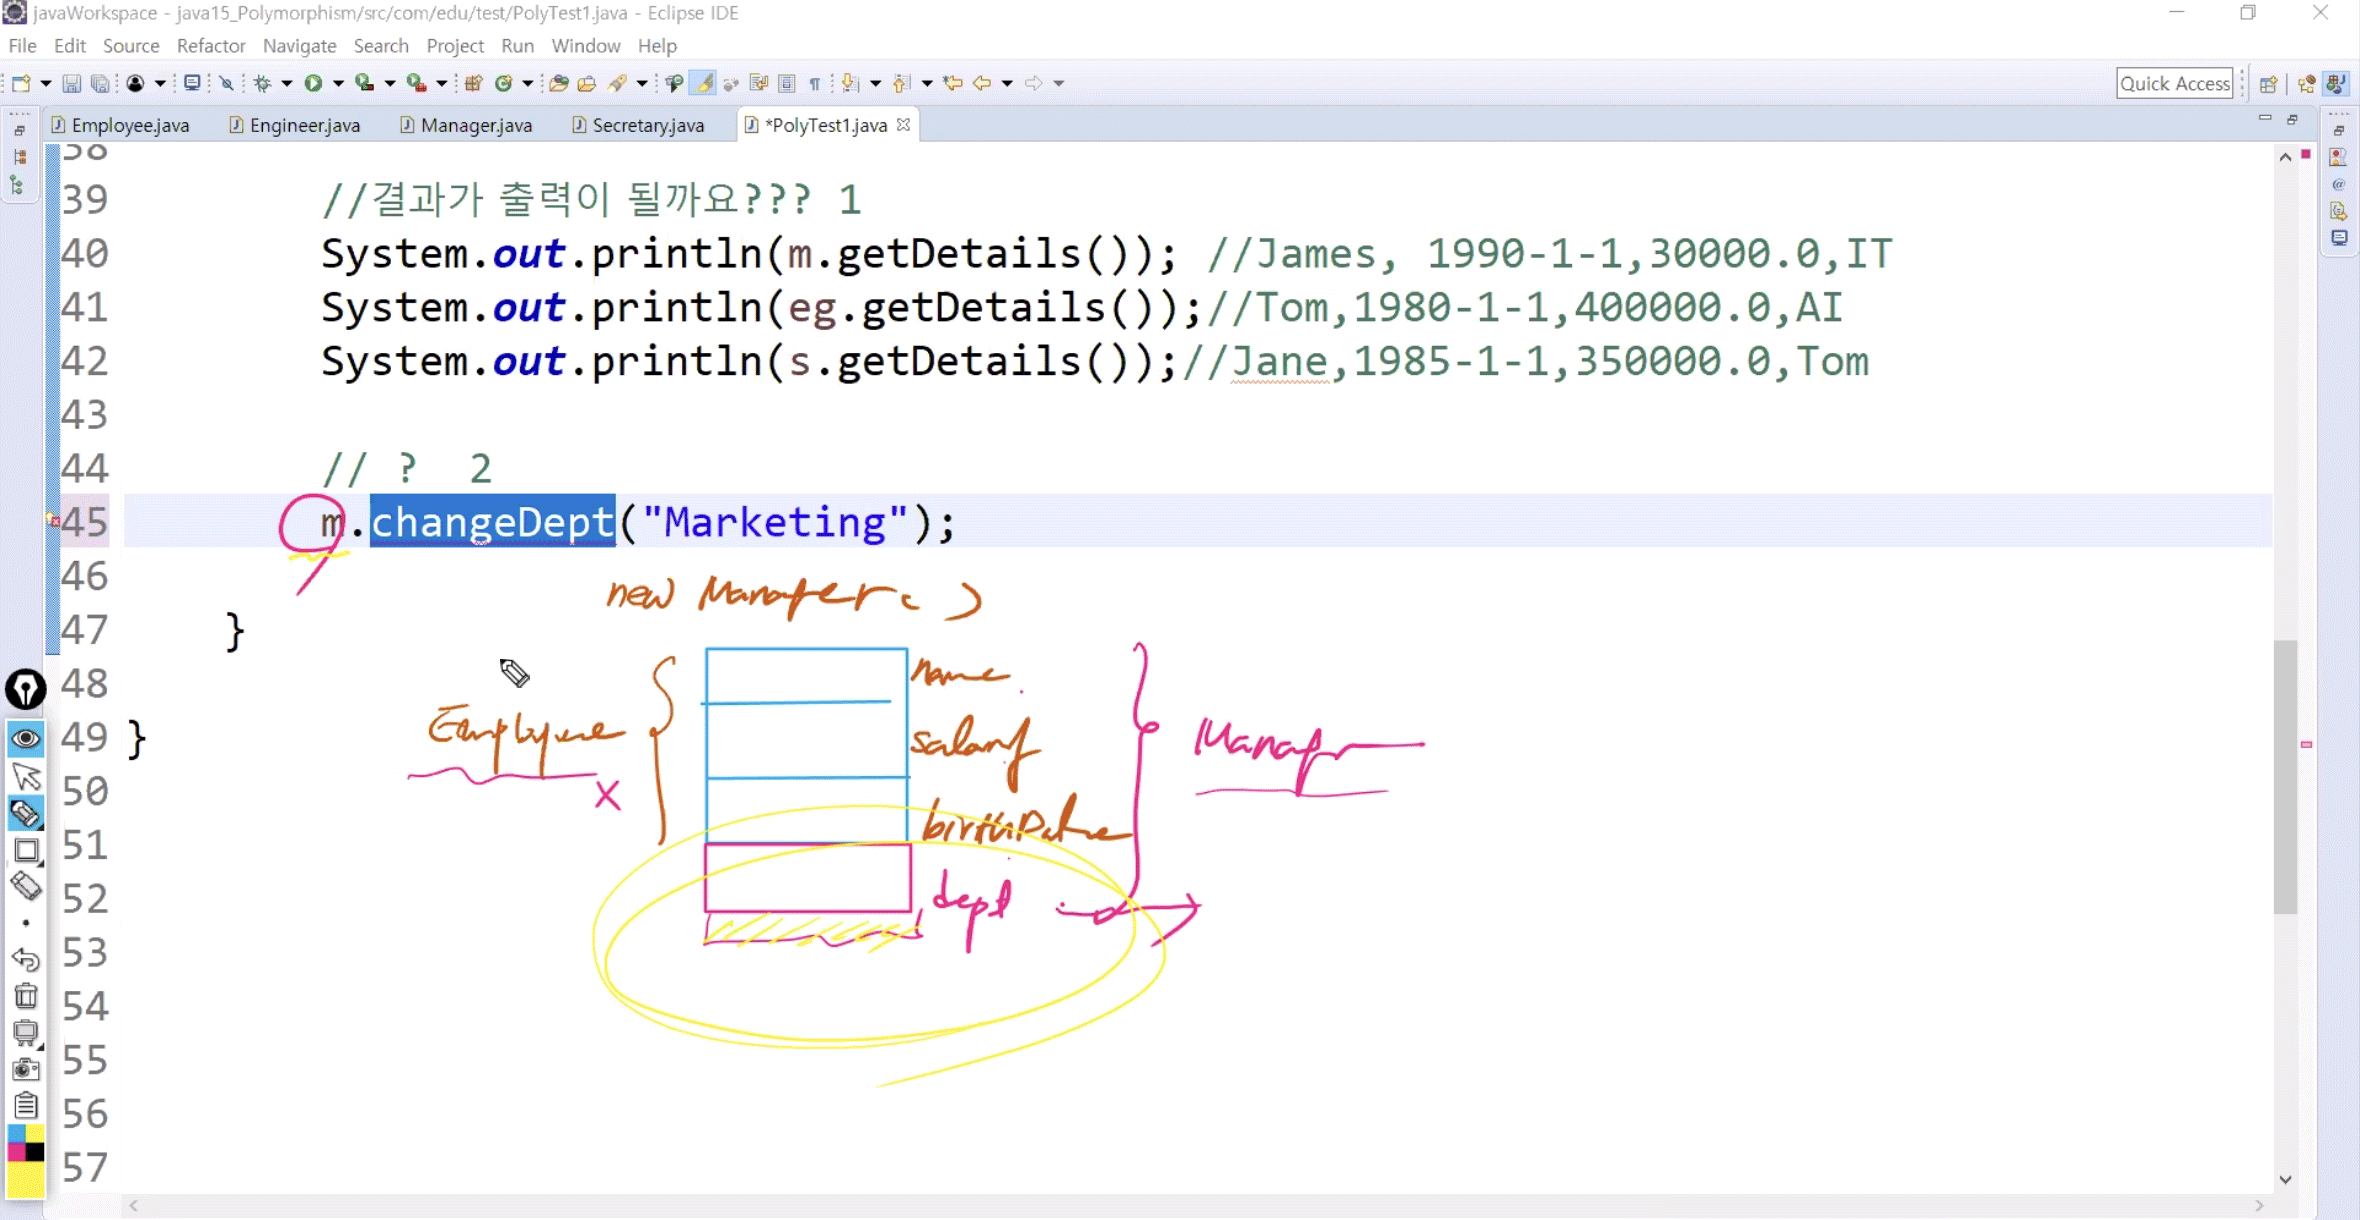 javaWorkspace - java15_Polymorphism/src/com/edu/test/PolyTest1.java - Eclipse IDE
File Edit Source Refactor Navigate Search Project Run Window Help
Quick Access
Employee.java Engineer.java Manager.java Secretary.java *PolyTest1.java
38
39 //결과가 출력이 될까요??? 1
40 System.out.println(m.getDetails()); //James, 1990-1-1,30000.0,IT
41 System.out.println(eg.getDetails());//Tom,1980-1-1,400000.0,AI
42 System.out.println(s.getDetails());//Jane,1985-1-1,350000.0,Tom
43
44 // ? 2
45 m.changeDept("Marketing");
46
new Manager( )
47 }
48
name
49 }
Employee
salary
Manager
50
x
51
birthDate
52
dept
53
54
55
56
57